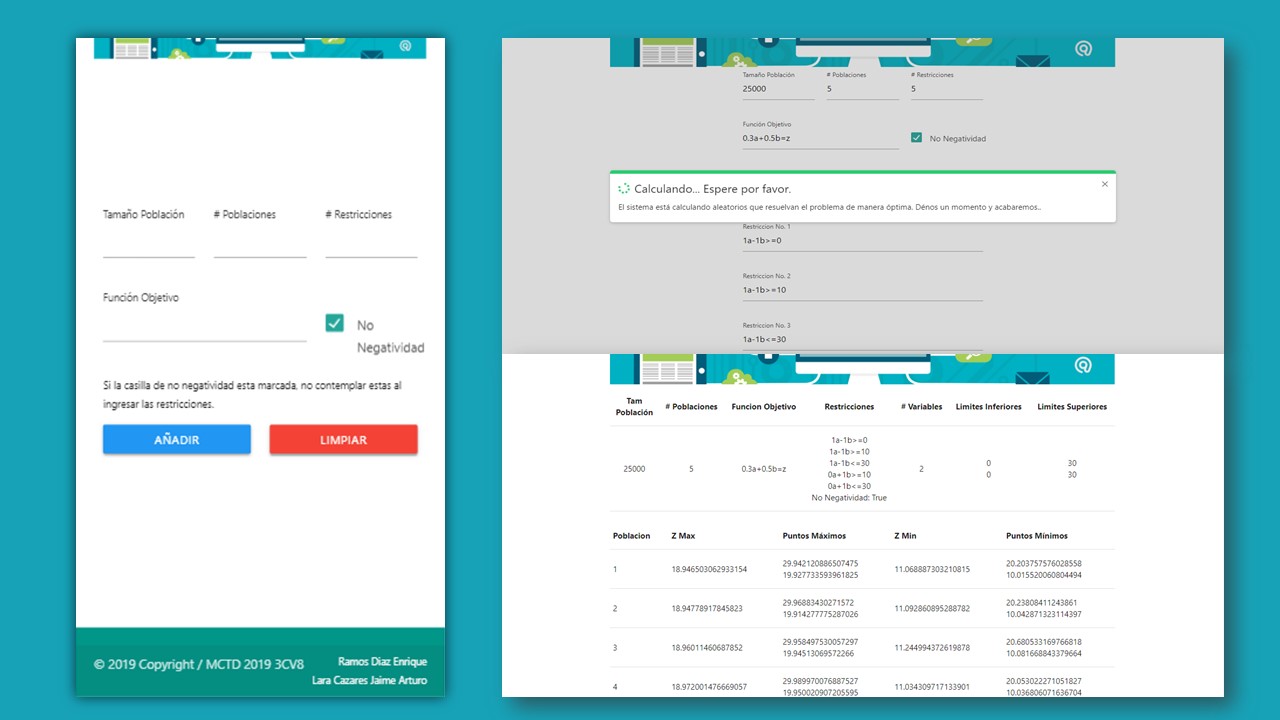 Tamaño Población # Poblaciones # Restricciones
Función Objetivo
No
Negatividad
Si la casilla de no negatividad esta marcada, no contemplar estas al
ingresar las restricciones.
AÑADIR LIMPIAR
© 2019 Copyright / MCTD 2019 3CV8
Ramos Diaz Enrique
Lara Cazares Jaime Arturo
Tamaño Población # Poblaciones # Restricciones
25000 5 5
Función Objetivo
0.3a+0.5b=z
No Negatividad
Calculando... Espere por favor. ×
El sistema está calculando aleatorios que resuelvan el problema de manera óptima. Dénos un momento y acabaremos..
Restriccion No. 1
1a-1b>=0
Restriccion No. 2
1a-1b>=10
Restriccion No. 3
1a-1b<=30
Tam
Población # Poblaciones Funcion Objetivo Restricciones # Variables Limites Inferiores Limites Superiores
1a-1b>=0
1a-1b>=10
1a-1b<=30
0a+1b>=10
0a+1b<=30
No Negatividad: True
25000 5 0.3a+0.5b=z 2
0 30
0 30
Poblacion Z Max Puntos Máximos Z Min Puntos Mínimos
1 18.946503062933154 29.942120886507475 11.068887303210815 20.203757576028558
19.927733593961825 10.015520060804494
2 18.94778917845823 29.96883430271572 11.092860895288782 20.23808411243861
19.914277775287026 10.042871323114397
3 18.96011460687852 29.958497530057297 11.244994372619878 20.680533169766818
19.94513069572266 10.081668843379664
4 18.972001476669057 29.989970076887527 11.034309717133901 20.053022271051827
19.950020907205595 10.036806071636704